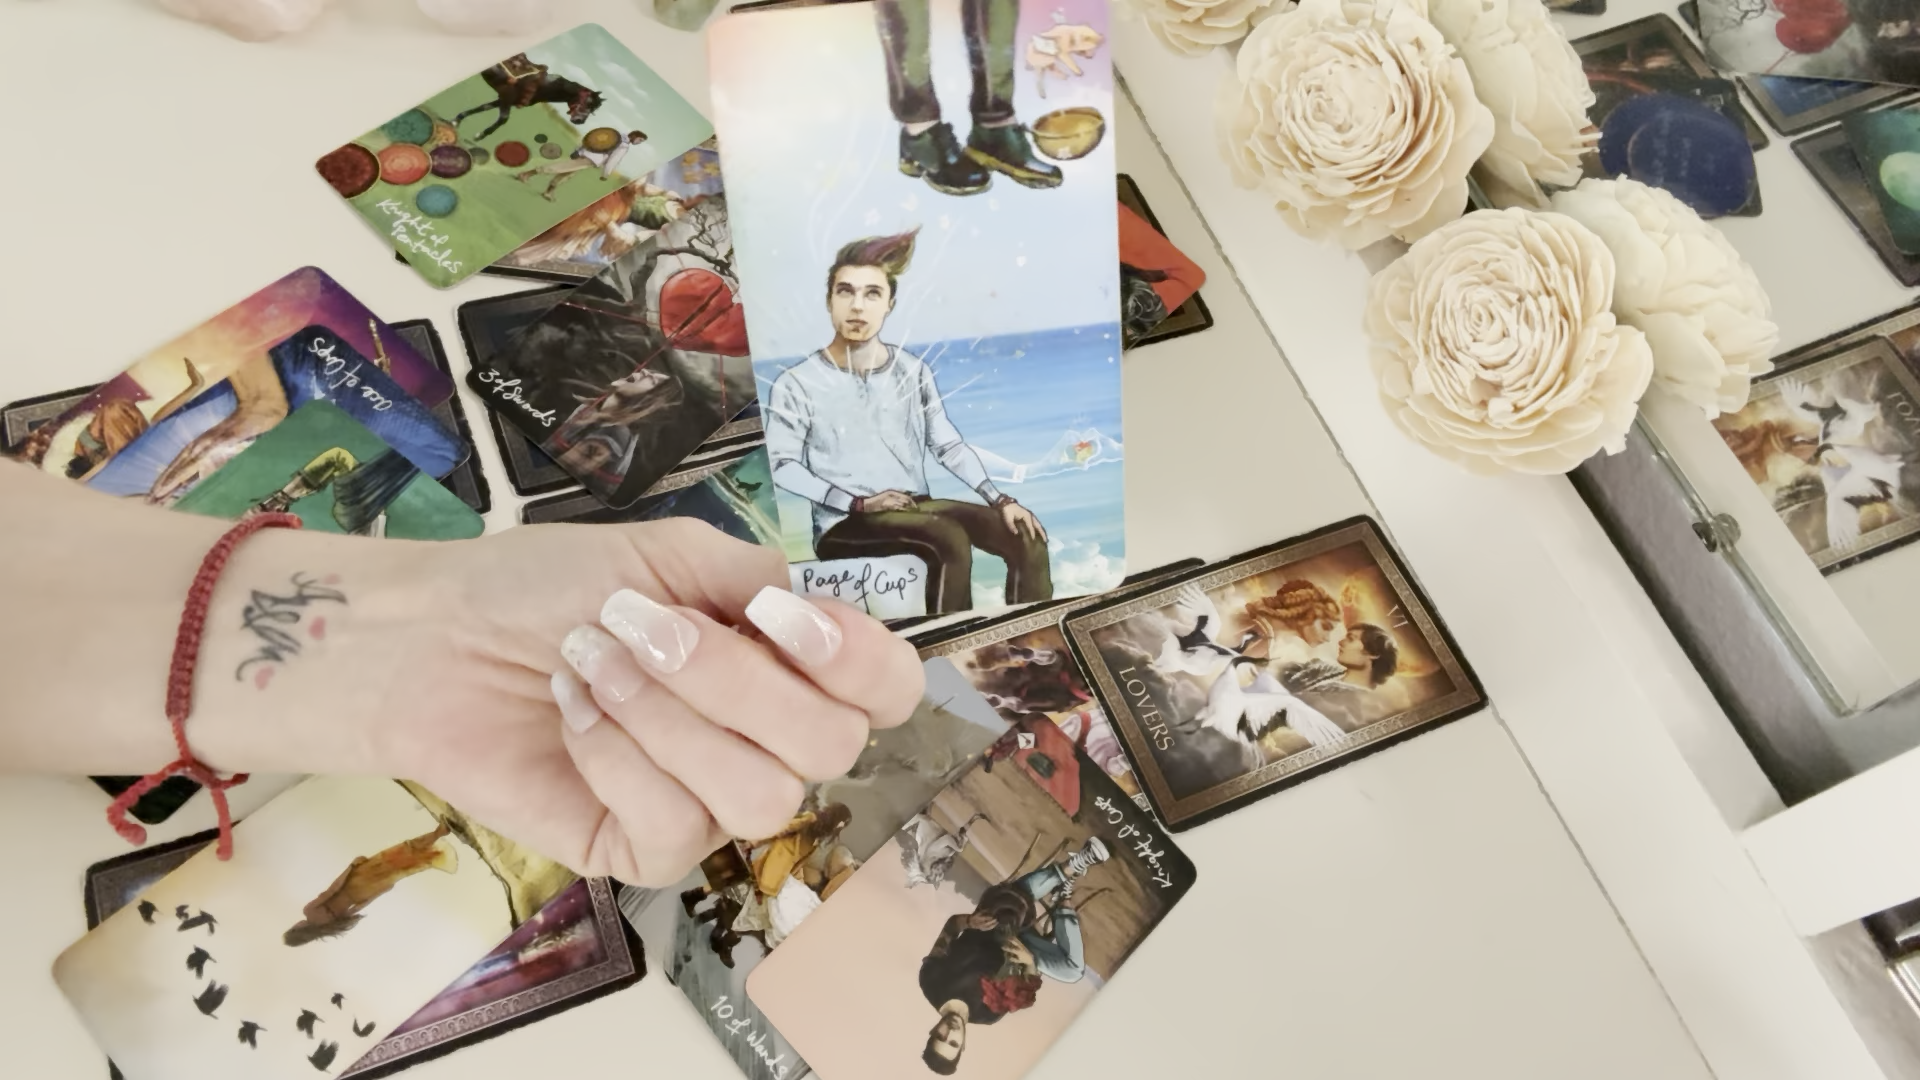 Knight of
Pentacles
Ace of Cups
3 of Swords
Page of Cups
VI
LOVERS
Knight of Cups
10 of Wands